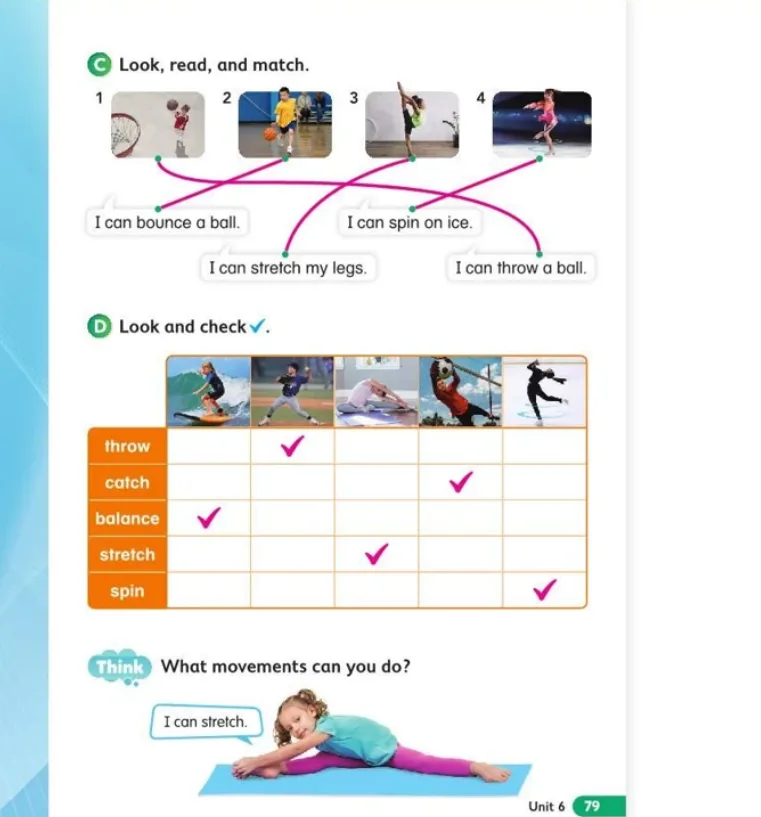 C Look, read, and match.
1 2 3 4
I can bounce a ball. I can spin on ice.
I can stretch my legs. I can throw a ball.
D Look and check ✓.
throw
catch
balance
stretch
spin
Think What movements can you do?
I can stretch.
Unit 6 79